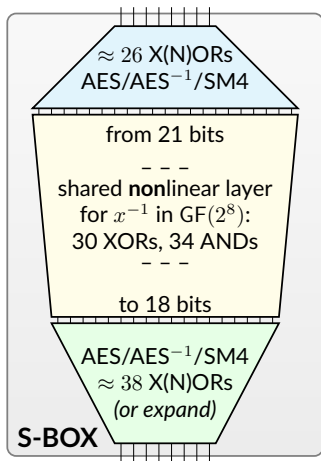 ≈ 26 X(N)ORs
AES/AES⁻¹/SM4
from 21 bits
– – –
shared nonlinear layer
for x⁻¹ in GF(2⁸):
30 XORs, 34 ANDs
– – –
to 18 bits
AES/AES⁻¹/SM4
≈ 38 X(N)ORs
(or expand)
S-BOX